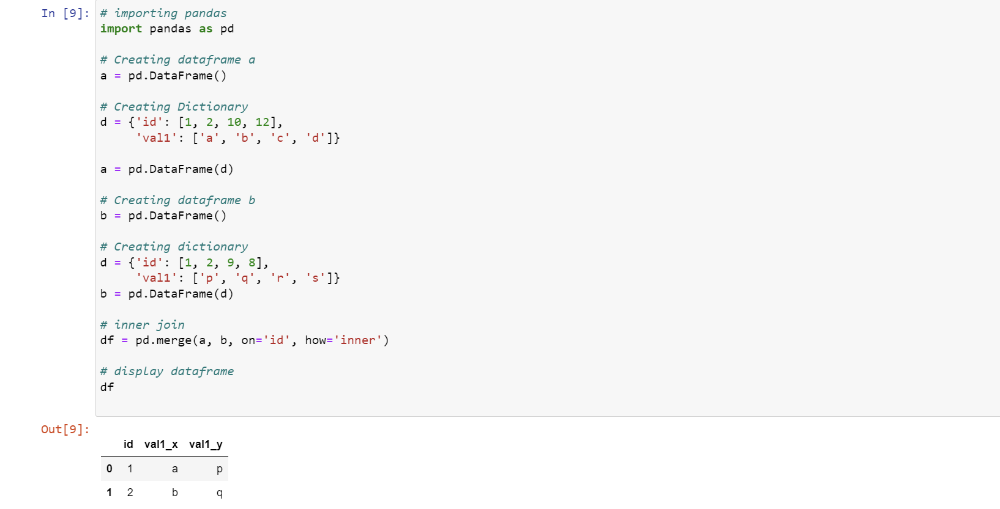 In [9]: # importing pandas
import pandas as pd
# Creating dataframe a
a = pd.DataFrame()
# Creating Dictionary
d = {'id': [1, 2, 10, 12],
     'val1': ['a', 'b', 'c', 'd']}
a = pd.DataFrame(d)
# Creating dataframe b
b = pd.DataFrame()
# Creating dictionary
d = {'id': [1, 2, 9, 8],
     'val1': ['p', 'q', 'r', 's']}
b = pd.DataFrame(d)
# inner join
df = pd.merge(a, b, on='id', how='inner')
# display dataframe
df
Out[9]:
id val1_x val1_y
0 1 a p
1 2 b q